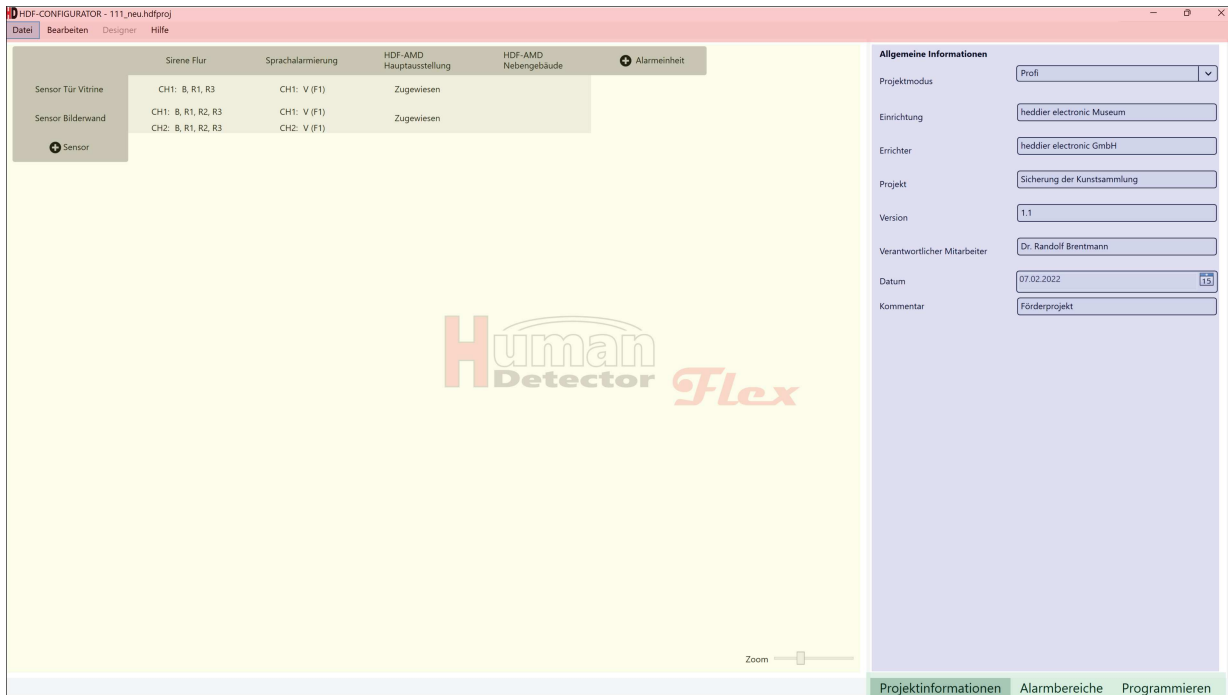 HD HDF-CONFIGURATOR - 111_neu.hdfproj
Datei Bearbeiten Designer Hilfe
Sirene Flur Sprachalarmierung HDF-AMD Hauptausstellung HDF-AMD Nebengebäude Alarmeinheit
Sensor Tür Vitrine CH1: B, R1, R3 CH1: V (F1) Zugewiesen
Sensor Bilderwand CH1: B, R1, R2, R3 CH1: V (F1) Zugewiesen
CH2: B, R1, R2, R3 CH2: V (F1)
Sensor
Human
Detector Flex
Zoom
Allgemeine Informationen
Projektmodus Profi
Einrichtung heddier electronic Museum
Errichter heddier electronic GmbH
Projekt Sicherung der Kunstsammlung
Version 1.1
Verantwortlicher Mitarbeiter Dr. Randolf Brentmann
Datum 07.02.2022 15
Kommentar Förderprojekt
Projektinformationen Alarmbereiche Programmieren